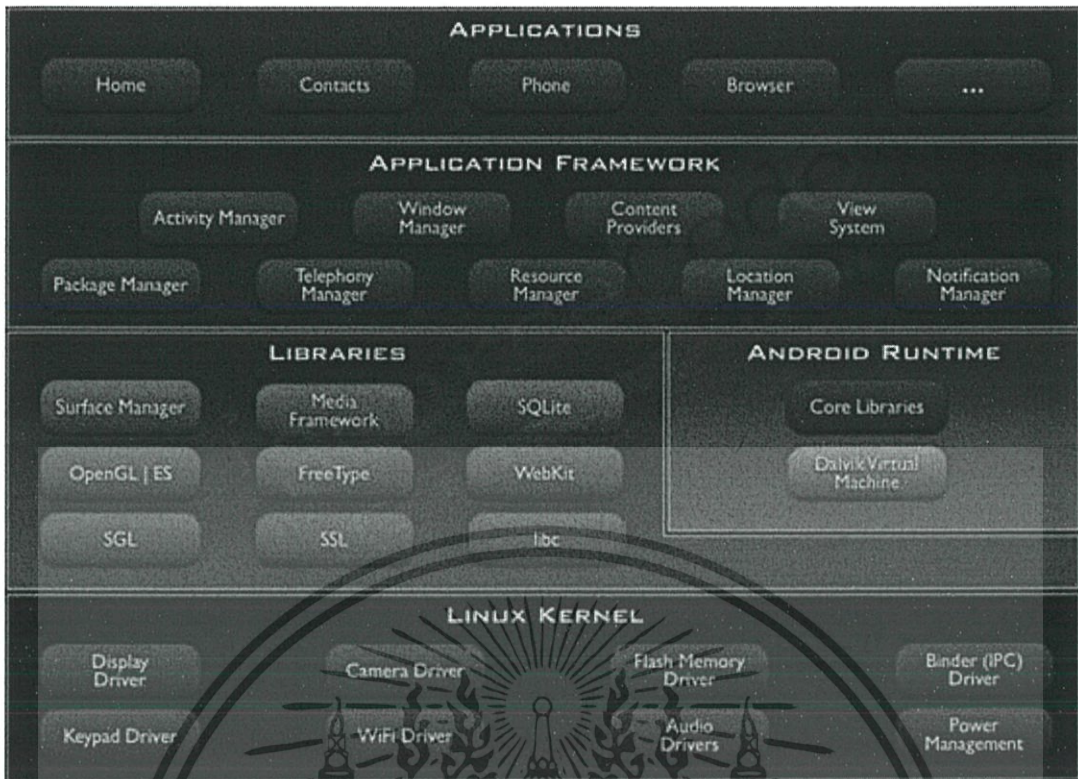 APPLICATIONS
Home Contacts Phone Browser ...
APPLICATION FRAMEWORK
Activity Manager Window Manager Content Providers View System
Package Manager Telephony Manager Resource Manager Location Manager Notification Manager
LIBRARIES
Surface Manager Media Framework SQLite
OpenGL | ES FreeType WebKit
SGL SSL libc
ANDROID RUNTIME
Core Libraries
Dalvik Virtual Machine
LINUX KERNEL
Display Driver Camera Driver Flash Memory Driver Binder (IPC) Driver
Keypad Driver WiFi Driver Audio Drivers Power Management